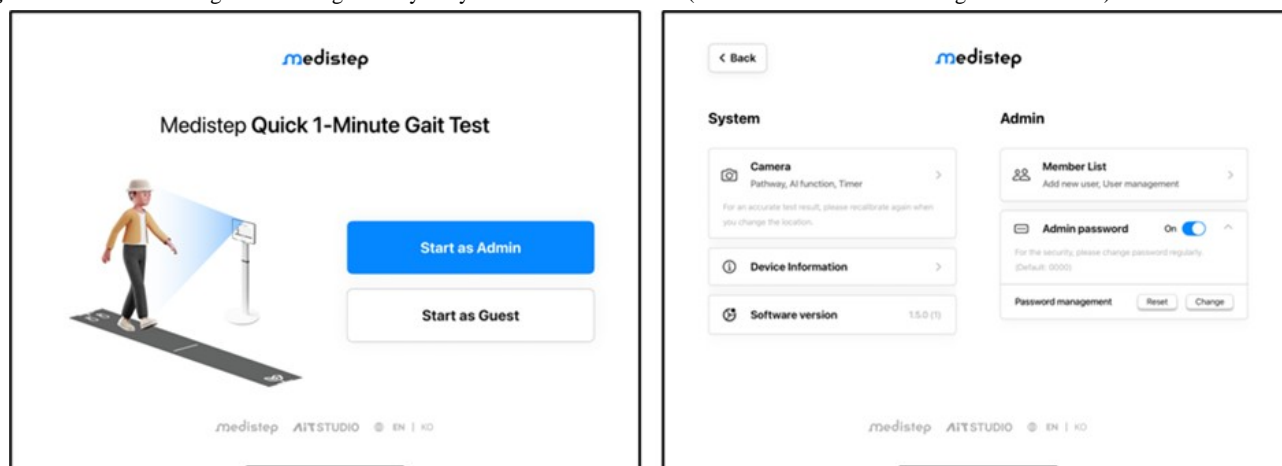 medistep
Medistep Quick 1-Minute Gait Test
Start as Admin
Start as Guest
medistep AiTSTUDIO EN | KO
Back
medistep
System
Camera
Pathway, AI function, Timer
For an accurate test result, please recalibrate again when
you change the location.
Device Information
Software version 1.5.0 (1)
Admin
Member List
Add new user, User management
Admin password On
For the security, please change password regularly.
(Default: 0000)
Password management Reset Change
medistep AiTSTUDIO EN | KO